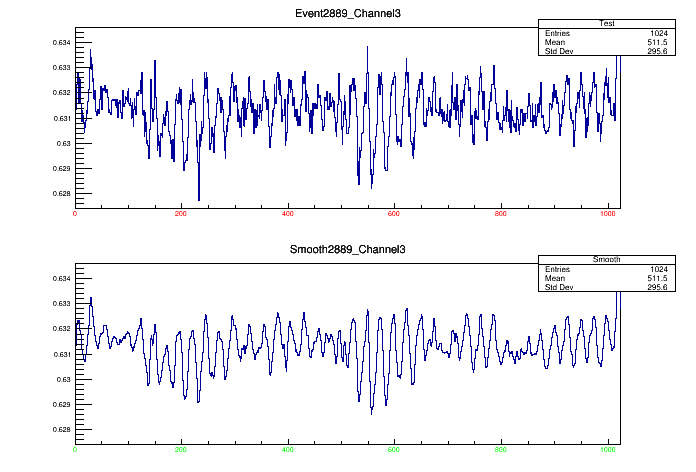 Event2889_Channel3
Test
Entries 1024
Mean 511.5
Std Dev 295.6
0.634
0.633
0.632
0.631
0.63
0.629
0.628
0 200 400 600 800 1000
Smooth2889_Channel3
Smooth
Entries 1024
Mean 511.5
Std Dev 295.6
0.634
0.633
0.632
0.631
0.63
0.629
0.628
0 200 400 600 800 1000